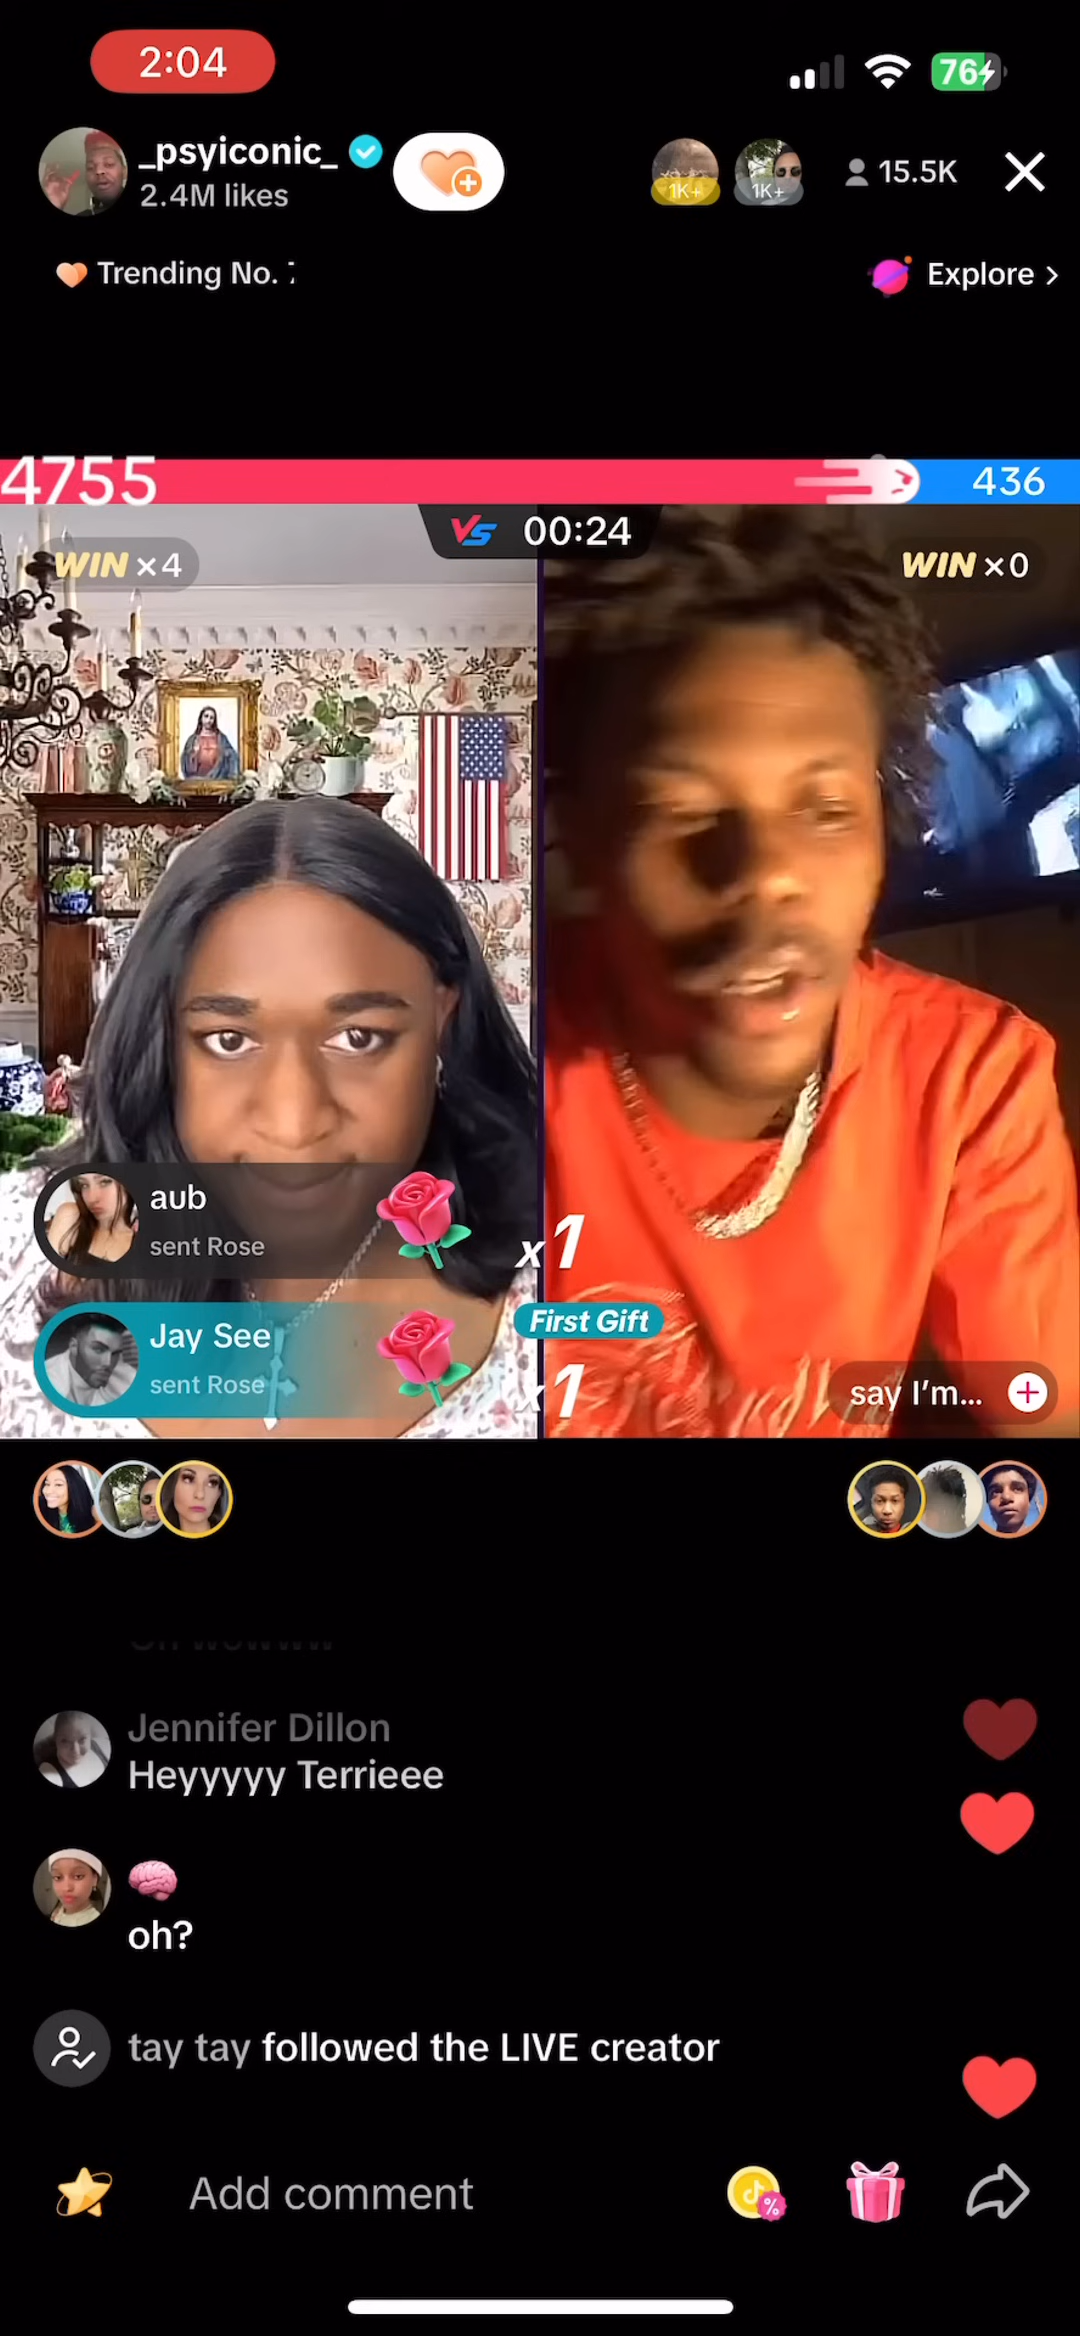 2:04
76
_psyiconic_
2.4M likes
1K+
1K+
15.5K
Trending No.
Explore >
4755
436
VS 00:24
WIN x4
WIN x0
aub
sent Rose
x1
First Gift
Jay See
sent Rose
x1
say I'm...
Jennifer Dillon
Heyyyyy Terrieee
🧠
oh?
tay tay followed the LIVE creator
Add comment